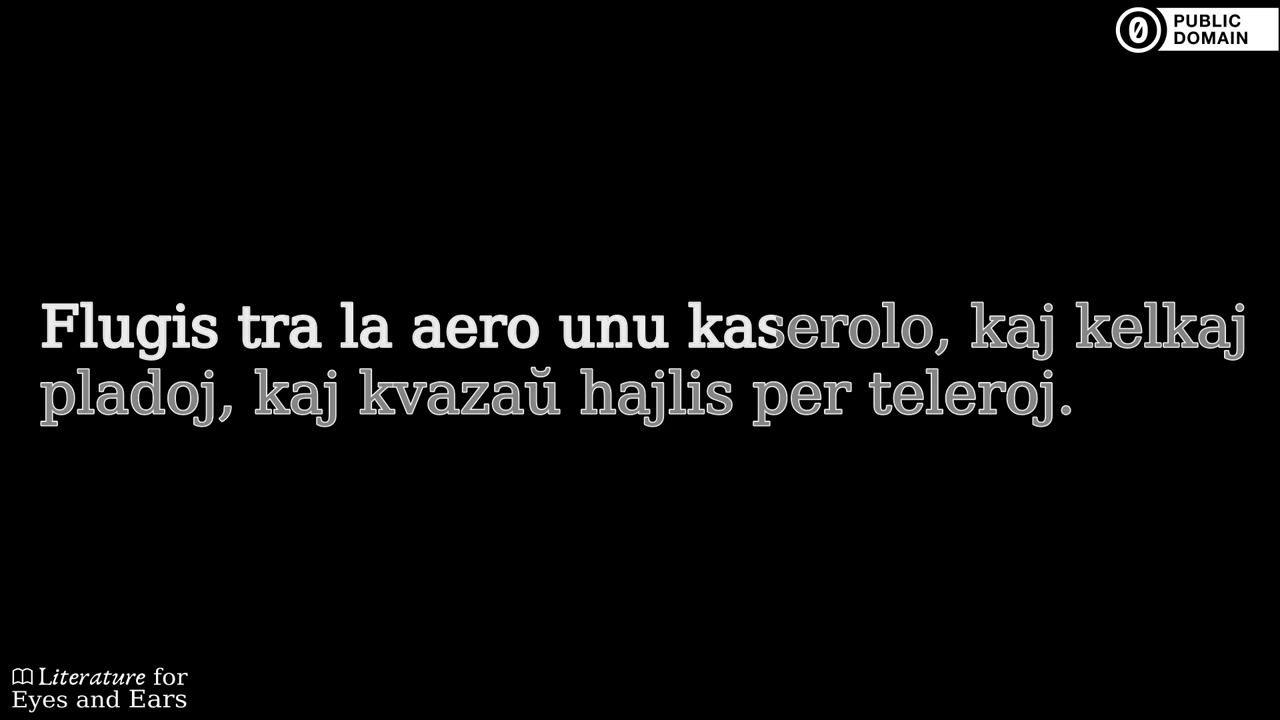 PUBLIC
DOMAIN
Flugis tra la aero unu kaserolo, kaj kelkaj
pladoj, kaj kvazaŭ hajlis per teleroj.
Literature for
Eyes and Ears